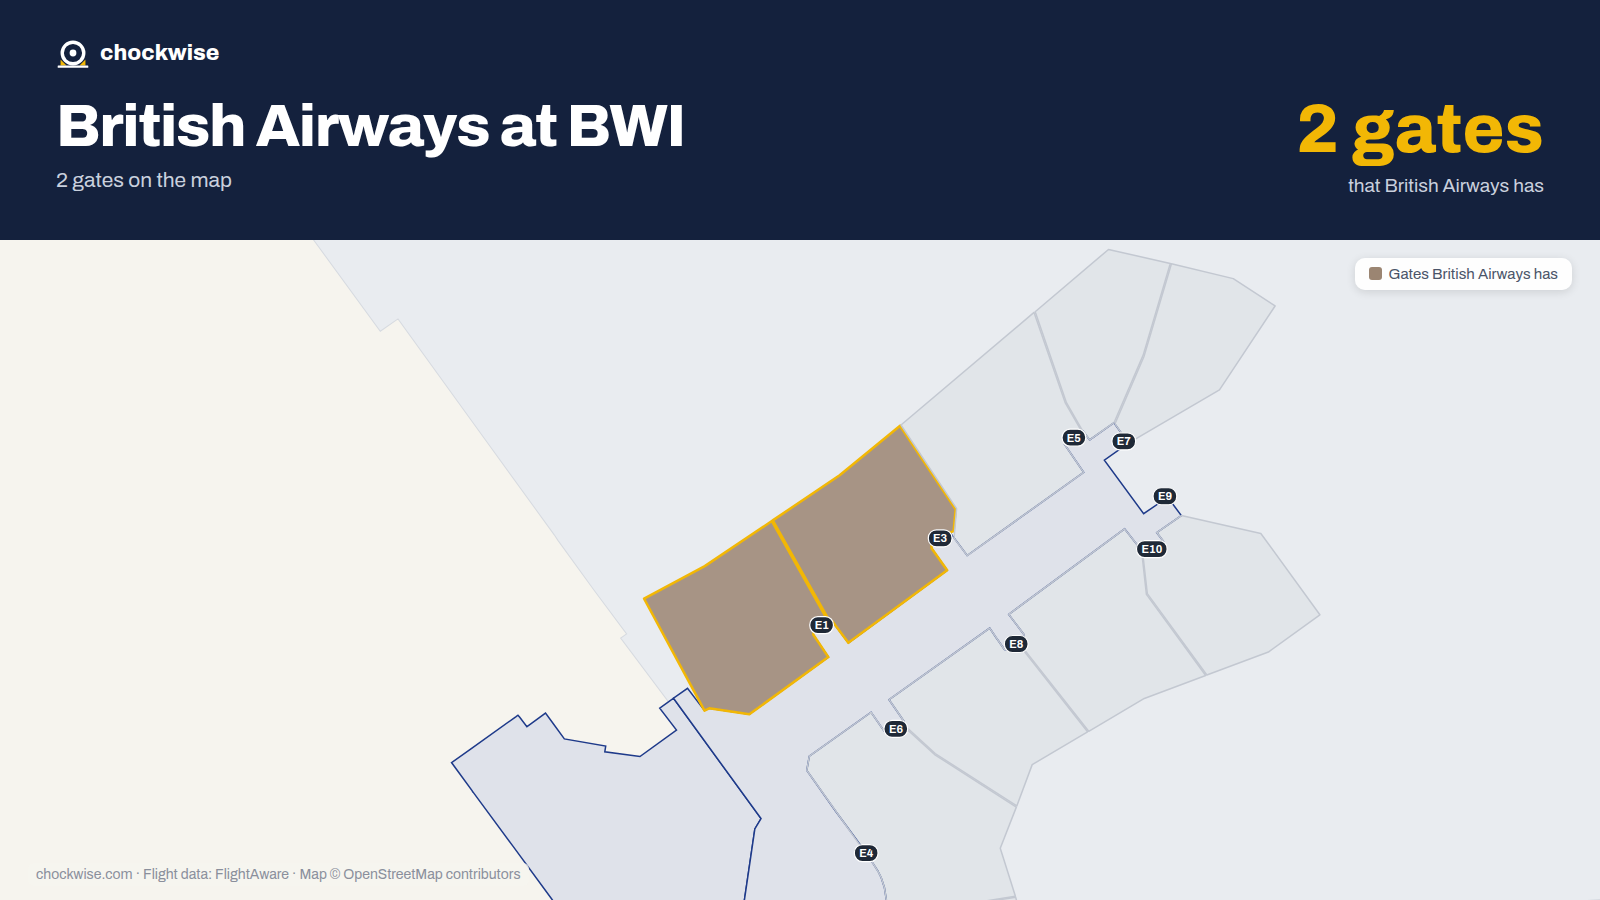 chockwise
British Airways at BWI
2 gates on the map
2 gates
that British Airways has
Gates British Airways has
E5
E7
E9
E3
E10
E1
E8
E6
E4
chockwise.com · Flight data: FlightAware · Map © OpenStreetMap contributors